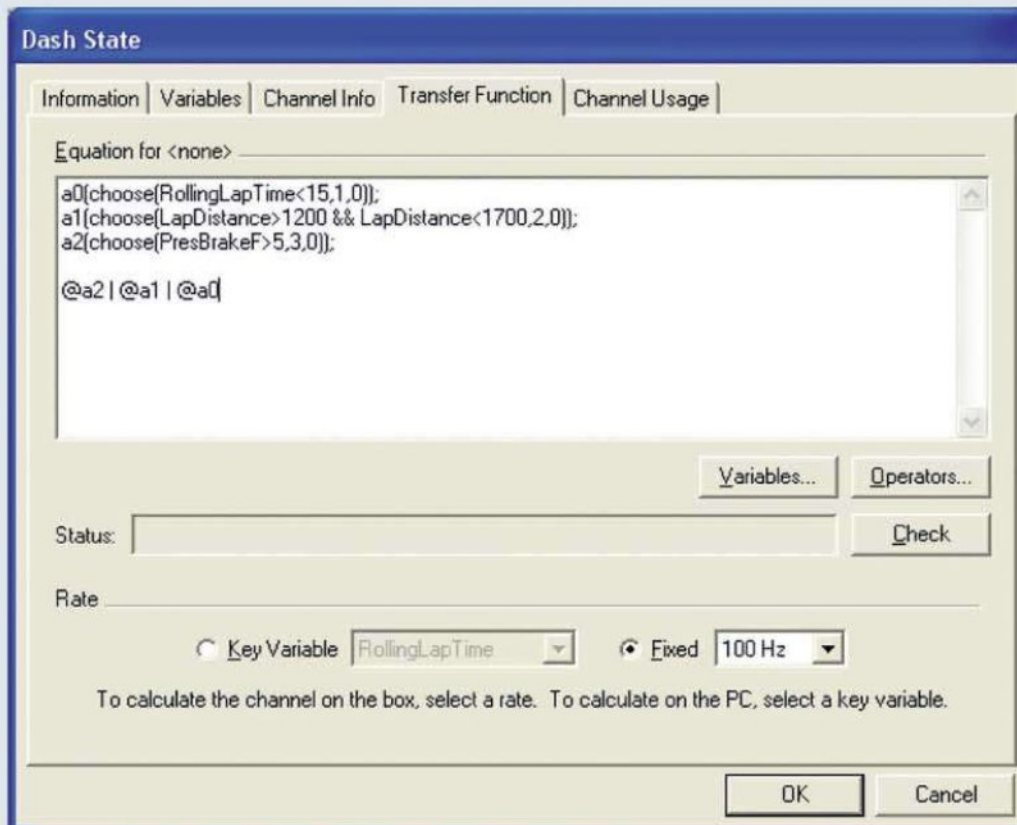 Dash State
Information Variables Channel Info Transfer Function Channel Usage
Equation for <none>
a0(choose(RollingLapTime<15,1,0));
a1(choose(LapDistance>1200 && LapDistance<1700,2,0));
a2(choose(PresBrakeF>5,3,0));
@a2 | @a1 | @a0
Variables... Operators...
Status: Check
Rate
Key Variable RollingLapTime Fixed 100 Hz
To calculate the channel on the box, select a rate. To calculate on the PC, select a key variable.
OK Cancel